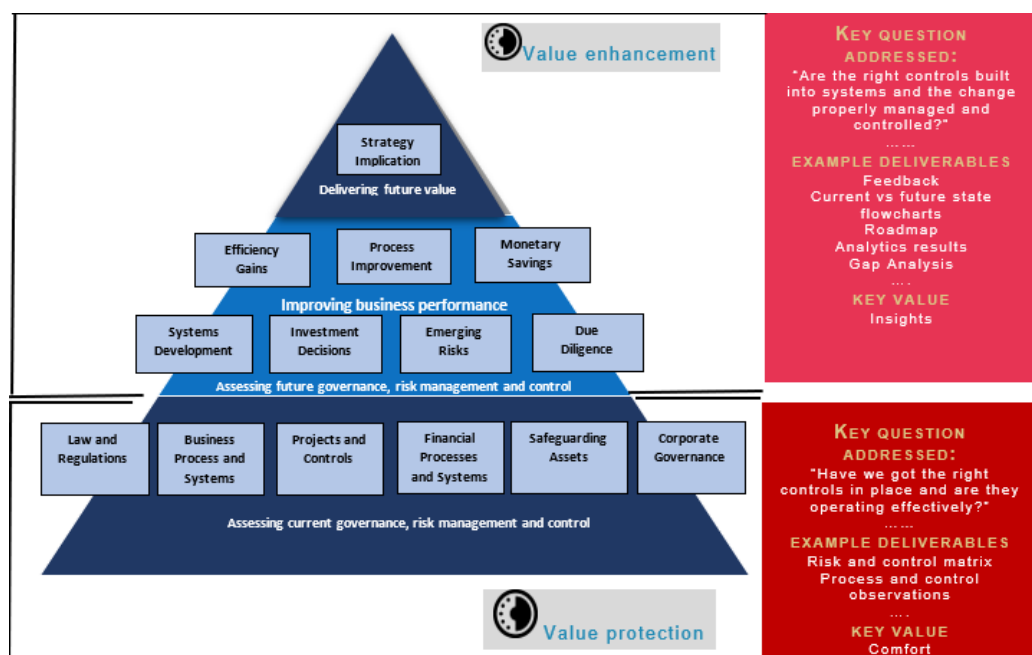 Value enhancement
Strategy
Implication
Delivering future value
Efficiency
Gains
Process
Improvement
Monetary
Savings
Improving business performance
Systems
Development
Investment
Decisions
Emerging
Risks
Due
Diligence
Assessing future governance, risk management and control
Law and
Regulations
Business
Process and
Systems
Projects and
Controls
Financial
Processes
and Systems
Safeguarding
Assets
Corporate
Governance
Assessing current governance, risk management and control
Value protection
KEY QUESTION
ADDRESSED:
"Are the right controls built
into systems and the change
properly managed and
controlled?"
……
EXAMPLE DELIVERABLES
Feedback
Current vs future state
flowcharts
Roadmap
Analytics results
Gap Analysis
….
KEY VALUE
Insights
KEY QUESTION
ADDRESSED:
"Have we got the right
controls in place and are they
operating effectively?"
……
EXAMPLE DELIVERABLES
Risk and control matrix
Process and control
observations
….
KEY VALUE
Comfort